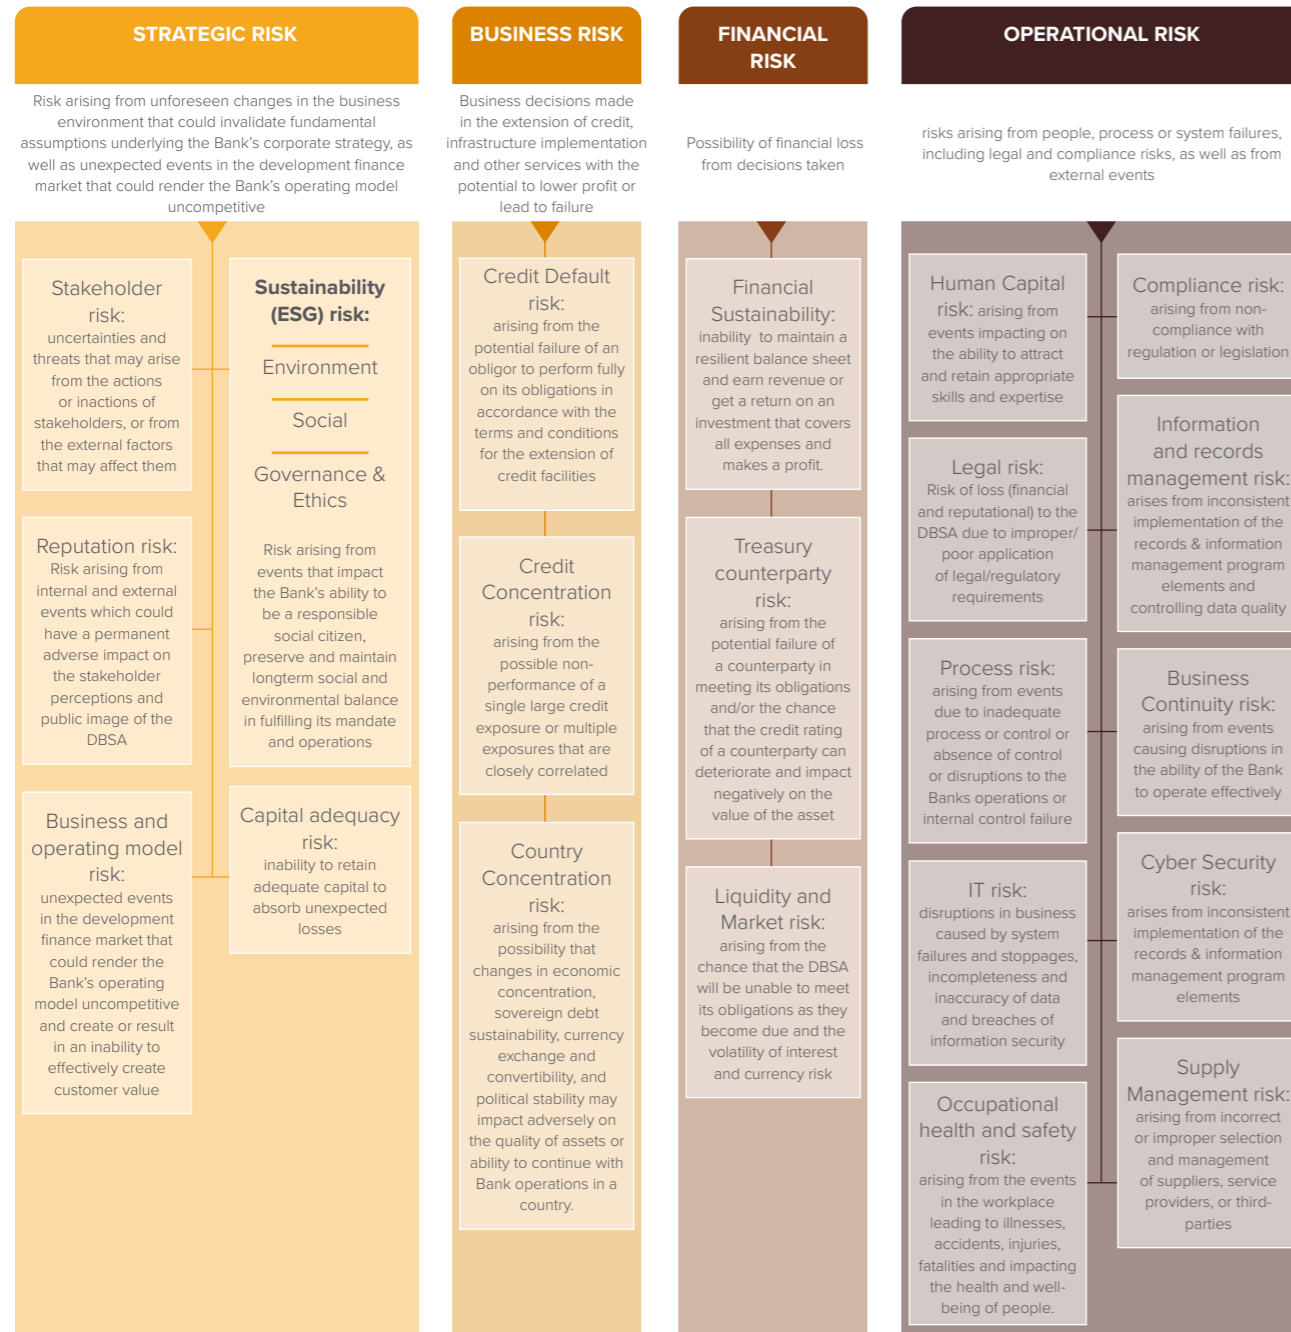 STRATEGIC RISK
Risk arising from unforeseen changes in the business
environment that could invalidate fundamental
assumptions underlying the Bank's corporate strategy, as
well as unexpected events in the development finance
market that could render the Bank's operating model
uncompetitive
Stakeholder
risk:
uncertainties and
threats that may arise
from the actions
or inactions of
stakeholders, or from
the external factors
that may affect them
Reputation risk:
Risk arising from
internal and external
events which could
have a permanent
adverse impact on
the stakeholder
perceptions and
public image of the
DBSA
Business and
operating model
risk:
unexpected events
in the development
finance market that
could render the
Bank's operating
model uncompetitive
and create or result
in an inability to
effectively create
customer value
Sustainability
(ESG) risk:
Environment
Social
Governance &
Ethics
Risk arising from
events that impact
the Bank's ability to
be a responsible
social citizen,
preserve and maintain
longterm social and
environmental balance
in fulfilling its mandate
and operations
Capital adequacy
risk:
inability to retain
adequate capital to
absorb unexpected
losses
BUSINESS RISK
Business decisions made
in the extension of credit,
infrastructure implementation
and other services with the
potential to lower profit or
lead to failure
Credit Default
risk:
arising from the
potential failure of an
obligor to perform fully
on its obligations in
accordance with the
terms and conditions
for the extension of
credit facilities
Credit
Concentration
risk:
arising from the
possible non-
performance of a
single large credit
exposure or multiple
exposures that are
closely correlated
Country
Concentration
risk:
arising from the
possibility that
changes in economic
concentration,
sovereign debt
sustainability, currency
exchange and
convertibility, and
political stability may
impact adversely on
the quality of assets or
ability to continue with
Bank operations in a
country.
FINANCIAL
RISK
Possibility of financial loss
from decisions taken
Financial
Sustainability:
inability to maintain a
resilient balance sheet
and earn revenue or
get a return on an
investment that covers
all expenses and
makes a profit.
Treasury
counterparty
risk:
arising from the
potential failure of
a counterparty in
meeting its obligations
and/or the chance
that the credit rating
of a counterparty can
deteriorate and impact
negatively on the
value of the asset
Liquidity and
Market risk:
arising from the
chance that the DBSA
will be unable to meet
its obligations as they
become due and the
volatility of interest
and currency risk
OPERATIONAL RISK
risks arising from people, process or system failures,
including legal and compliance risks, as well as from
external events
Human Capital
risk: arising from
events impacting on
the ability to attract
and retain appropriate
skills and expertise
Legal risk:
Risk of loss (financial
and reputational) to the
DBSA due to improper/
poor application
of legal/regulatory
requirements
Process risk:
arising from events
due to inadequate
process or control or
absence of control
or disruptions to the
Banks operations or
internal control failure
IT risk:
disruptions in business
caused by system
failures and stoppages,
incompleteness and
inaccuracy of data
and breaches of
information security
Occupational
health and safety
risk:
arising from the events
in the workplace
leading to illnesses,
accidents, injuries,
fatalities and impacting
the health and well-
being of people.
Compliance risk:
arising from non-
compliance with
regulation or legislation
Information
and records
management risk:
arises from inconsistent
implementation of the
records & information
management program
elements and
controlling data quality
Business
Continuity risk:
arising from events
causing disruptions in
the ability of the Bank
to operate effectively
Cyber Security
risk:
arises from inconsistent
implementation of the
records & information
management program
elements
Supply
Management risk:
arising from incorrect
or improper selection
and management
of suppliers, service
providers, or third-
parties